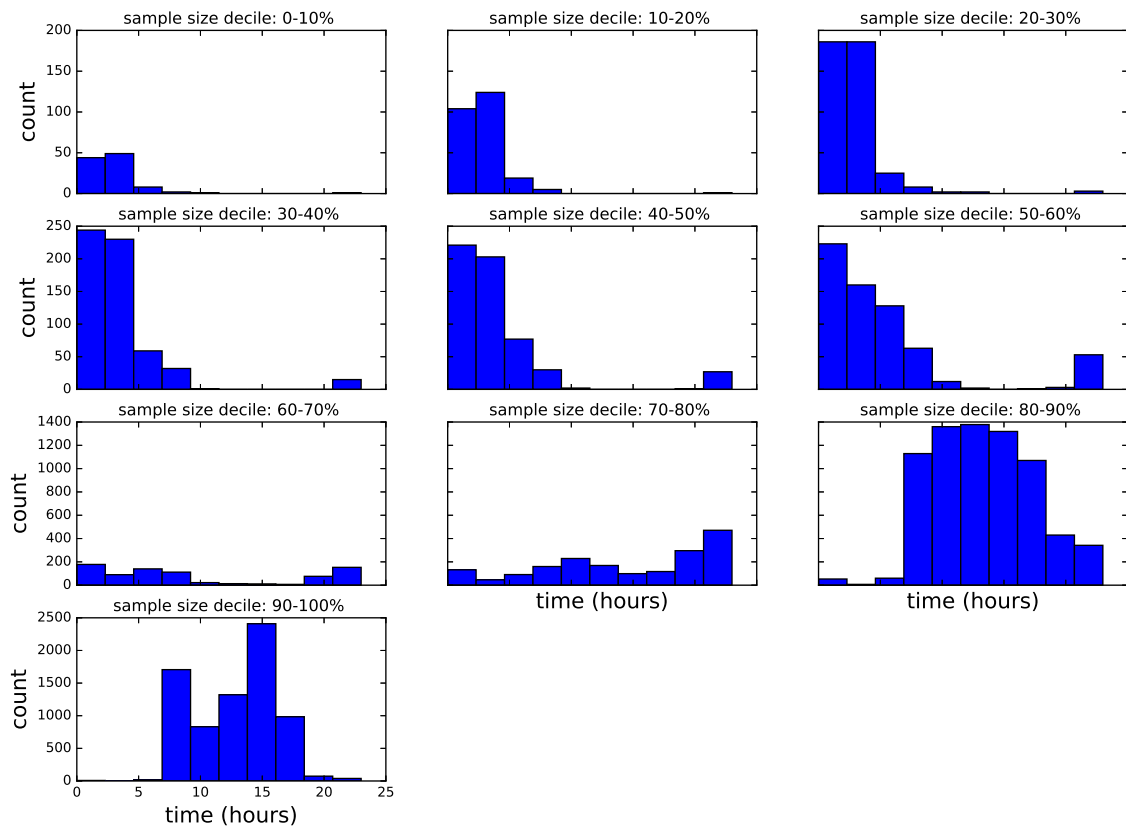 sample size decile: 0-10%
sample size decile: 10-20%
sample size decile: 20-30%
200
150
100
50
0
count
sample size decile: 30-40%
sample size decile: 40-50%
sample size decile: 50-60%
250
200
150
100
50
0
count
sample size decile: 60-70%
sample size decile: 70-80%
sample size decile: 80-90%
1400
1200
1000
800
600
400
200
0
count
time (hours)
time (hours)
sample size decile: 90-100%
2500
2000
1500
1000
500
0
count
0 5 10 15 20 25
time (hours)